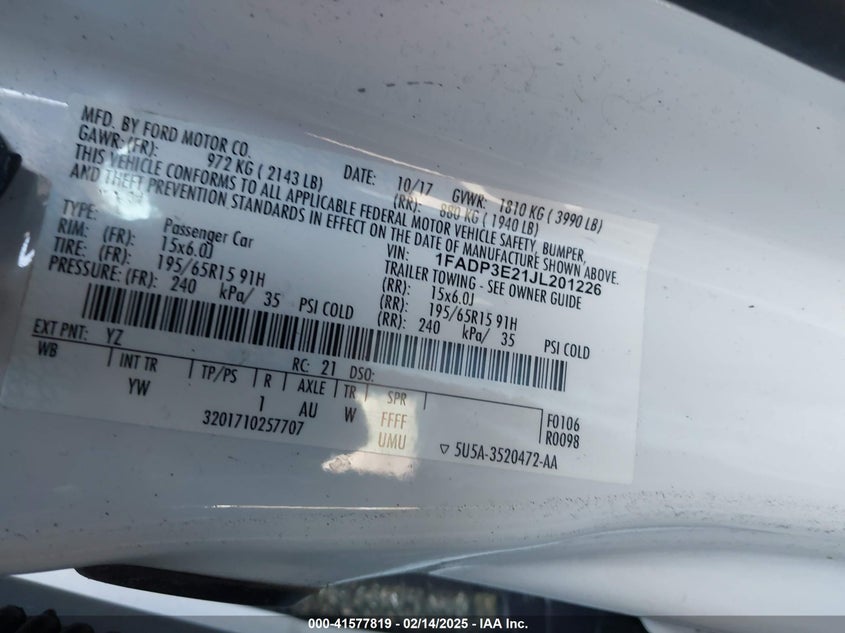 MFD. BY FORD MOTOR CO.
DATE: 10/17 GVWR: 1810 KG ( 3990 LB)
GAWR: (FR): 972 KG ( 2143 LB) (RR): 880 KG ( 1940 LB)
THIS VEHICLE CONFORMS TO ALL APPLICABLE FEDERAL MOTOR VEHICLE SAFETY, BUMPER,
AND THEFT PREVENTION STANDARDS IN EFFECT ON THE DATE OF MANUFACTURE SHOWN ABOVE.
VIN: 1FADP3E21JL201226
TYPE: Passenger Car TRAILER TOWING - SEE OWNER GUIDE
RIM: (FR): 15x6.0J (RR): 15x6.0J
TIRE: (FR): 195/65R15 91H (RR): 195/65R15 91H
PRESSURE: (FR): 240 kPa/ 35 PSI COLD (RR): 240 kPa/ 35 PSI COLD
EXT PNT: YZ RC: 21 DSO:
WB INT TR TP/PS R AXLE TR SPR
YW 1 AU W FFFF F0106
3201710257707 UMU R0098
5U5A-3520472-AA
000-41577819 - 02/14/2025 - IAA Inc.